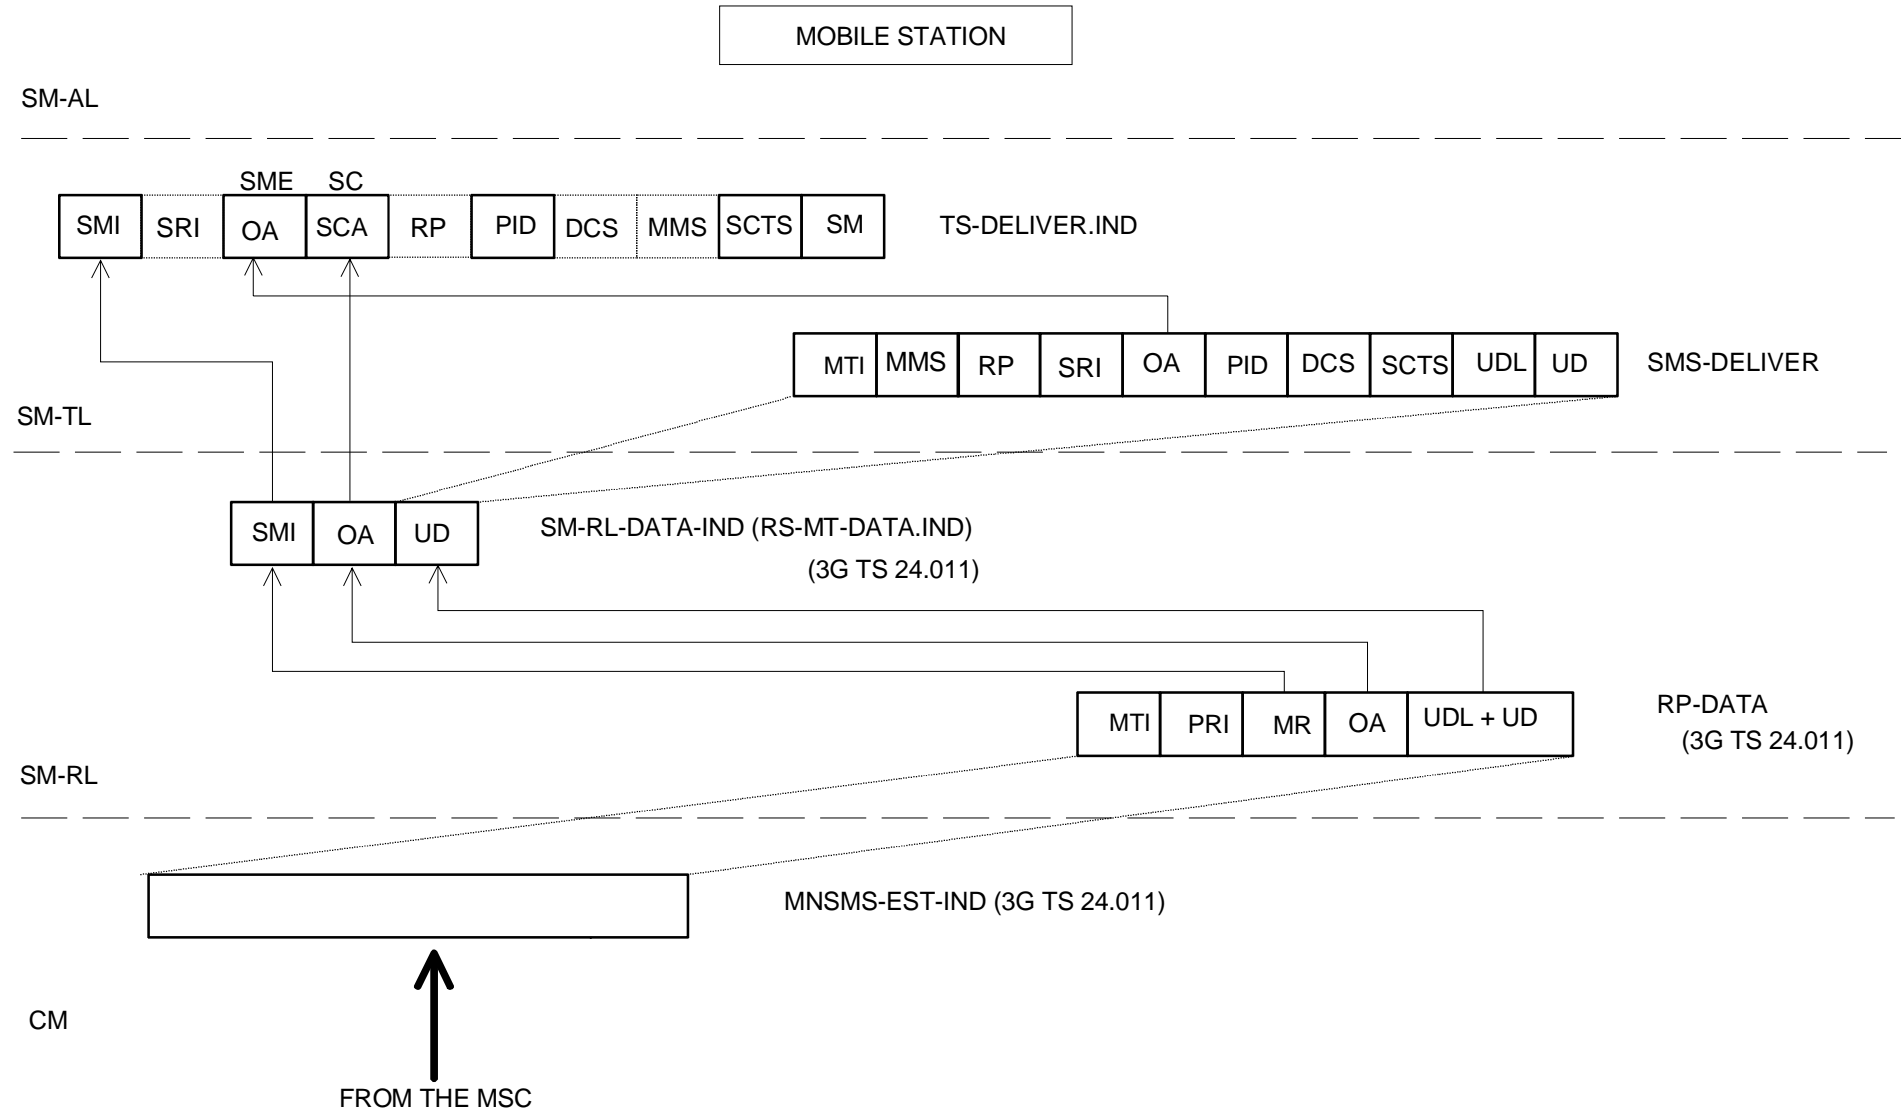 MOBILE STATION
SM-AL
SME SC
SMI SRI OA SCA RP PID DCS MMS SCTS SM TS-DELIVER.IND
MTI MMS RP SRI OA PID DCS SCTS UDL UD SMS-DELIVER
SM-TL
SMI OA UD SM-RL-DATA-IND (RS-MT-DATA.IND)
(3G TS 24.011)
MTI PRI MR OA UDL + UD RP-DATA
(3G TS 24.011)
SM-RL
MNSMS-EST-IND (3G TS 24.011)
CM
FROM THE MSC